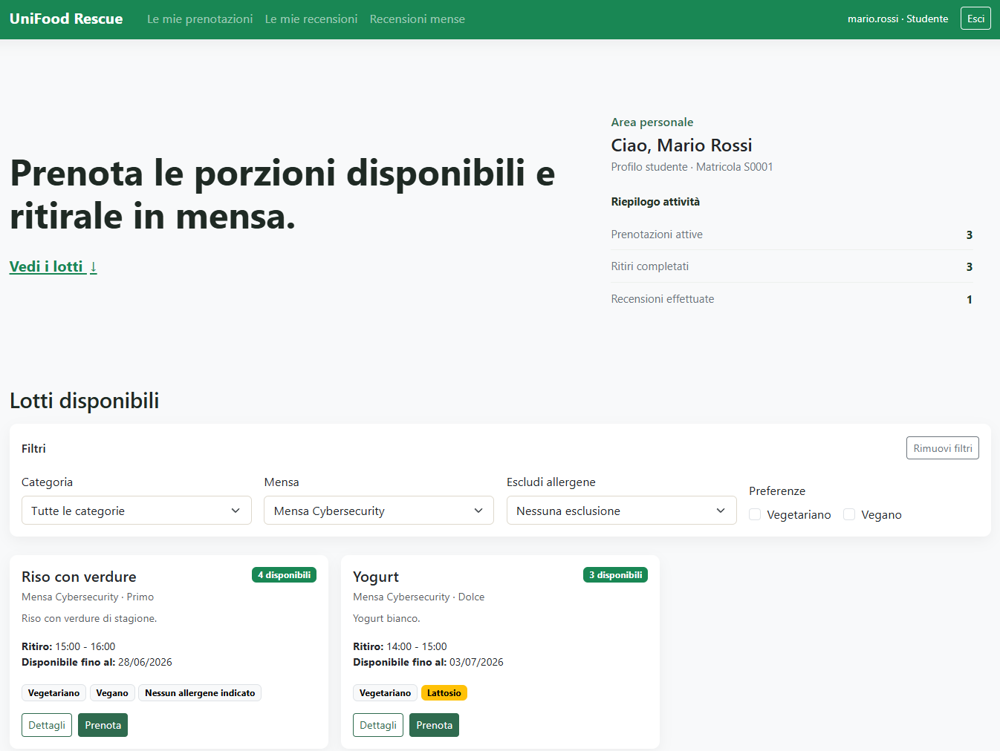 UniFood Rescue Le mie prenotazioni Le mie recensioni Recensioni mense mario.rossi · Studente Esci
Prenota le porzioni disponibili e
ritirale in mensa.
Vedi i lotti ↓
Area personale
Ciao, Mario Rossi
Profilo studente · Matricola S0001
Riepilogo attività
Prenotazioni attive 3
Ritiri completati 3
Recensioni effettuate 1
Lotti disponibili
Filtri Rimuovi filtri
Categoria
Tutte le categorie
Mensa
Mensa Cybersecurity
Escludi allergene
Nessuna esclusione
Preferenze
Vegetariano Vegano
Riso con verdure 4 disponibili
Mensa Cybersecurity · Primo
Riso con verdure di stagione.
Ritiro: 15:00 - 16:00
Disponibile fino al: 28/06/2026
Vegetariano Vegano Nessun allergene indicato
Dettagli Prenota
Yogurt 3 disponibili
Mensa Cybersecurity · Dolce
Yogurt bianco.
Ritiro: 14:00 - 15:00
Disponibile fino al: 03/07/2026
Vegetariano Lattosio
Dettagli Prenota